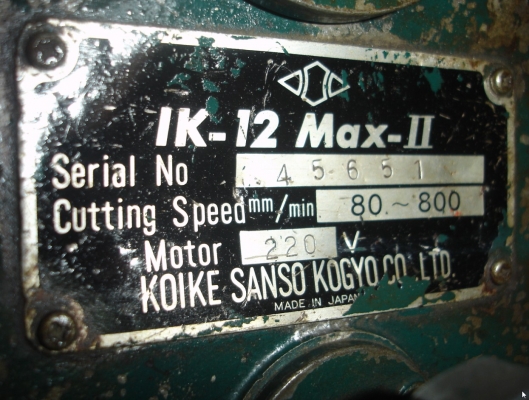 IK-12 Max-II
Serial No 45651
Cutting Speed mm/min 80.~800
Motor 220 V
KOIKE SANSO KOGYO CO. LTD.
MADE IN JAPAN